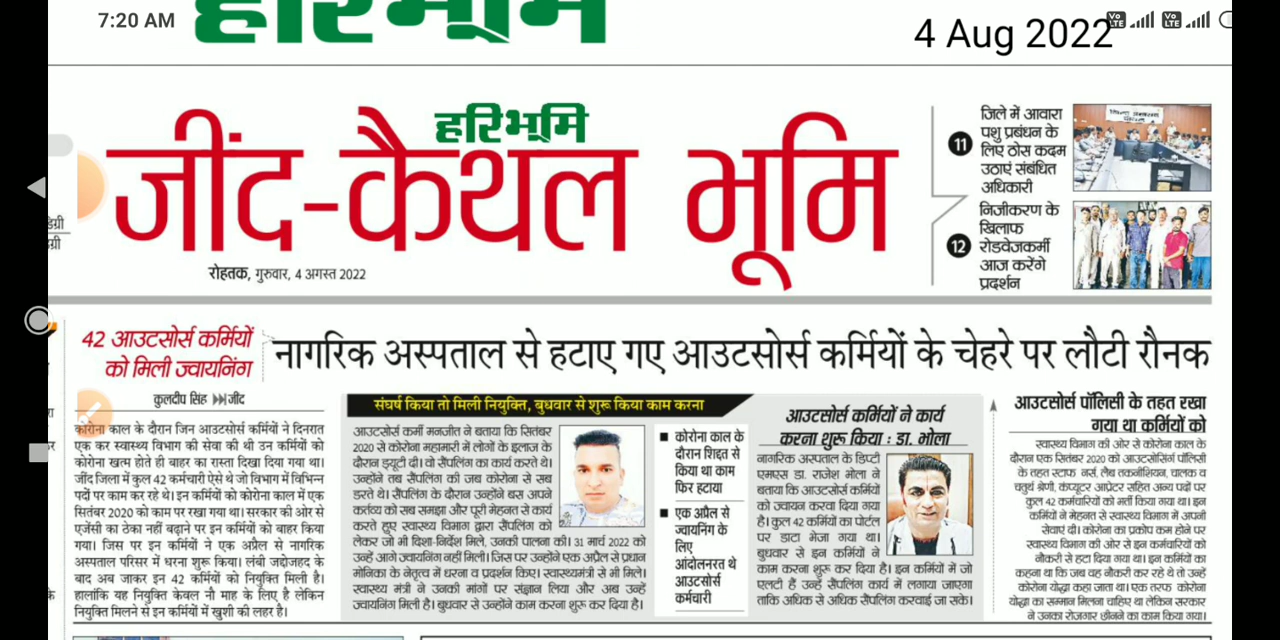 7:20 AM
हरिभूमि
4 Aug 2022
हरिभूमि
जींद-कैथल भूमि
रोहतक, गुरुवार, 4 अगस्त 2022
11
जिले में आवारा
पशु प्रबंधन के
लिए ठोस कदम
उठाएं संबंधित
अधिकारी
12
निजीकरण के
खिलाफ
रोडवेजकर्मी
आज करेंगे
प्रदर्शन
42 आउटसोर्स कर्मियों
को मिली ज्वायनिंग
नागरिक अस्पताल से हटाए गए आउटसोर्स कर्मियों के चेहरे पर लौटी रौनक
कुलदीप सिंह ▶▶जींद
कोरोना काल के दौरान जिन आउटसोर्स कर्मियों ने दिनरात
एक कर स्वास्थ्य विभाग की सेवा की थी उन कर्मियों को
कोरोना खत्म होते ही बाहर का रास्ता दिखा दिया गया था।
जींद जिला में कुल 42 कर्मचारी ऐसे थे जो विभाग में विभिन्न
पदों पर काम कर रहे थे। इन कर्मियों को कोरोना काल में एक
सितंबर 2020 को काम पर रखा गया था। सरकार की ओर से
एजेंसी का ठेका नहीं बढ़ाने पर इन कर्मियों को बाहर किया
गया। जिस पर इन कर्मियों ने एक अप्रैल से नागरिक
अस्पताल परिसर में धरना शुरू किया। लंबी जद्दोजहद के
बाद अब जाकर इन 42 कर्मियों को नियुक्ति मिली है।
हालांकि यह नियुक्ति केवल नौ माह के लिए है लेकिन
नियुक्ति मिलने से इन कर्मियों में खुशी की लहर है।
संघर्ष किया तो मिली नियुक्ति, बुधवार से शुरू किया काम करना
आउटसोर्स कर्मी मनजीत ने बताया कि सितंबर
2020 से कोरोना महामारी में लोगों के इलाज के
दौरान ड्यूटी दी। वो सैंपलिंग का कार्य करते थे।
उन्होंने तब सैंपलिंग की जब कोरोना से सब
डरते थे। सैंपलिंग के दौरान उन्होंने बस अपने
कर्तव्य को सब समझा और पूरी मेहनत से कार्य
करते हुए स्वास्थ्य विभाग द्वारा सैंपलिंग को
लेकर जो भी दिशा-निर्देश मिले, उनकी पालना की। 31 मार्च 2022 को
उन्हें आगे ज्वायनिंग नहीं मिली। जिस पर उन्होंने एक अप्रैल से प्रधान
मोनिका के नेतृत्व में धरना व प्रदर्शन किए। स्वास्थ्यमंत्री से भी मिले।
स्वास्थ्य मंत्री ने उनकी मांगों पर संज्ञान लिया और अब उन्हें
ज्वायनिंग मिली है। बुधवार से उन्होंने काम करना शुरू कर दिया है।
■ कोरोना काल के
दौरान शिद्दत से
किया था काम
फिर हटाया
■ एक अप्रैल से
ज्वायनिंग के
लिए
आंदोलनरत थे
आउटसोर्स
कर्मचारी
आउटसोर्स कर्मियों ने कार्य
करना शुरू किया : डा. भोला
नागरिक अस्पताल के डिप्टी
एमएस डा. राजेश भोला ने
बताया कि आउटसोर्स कर्मियों
को ज्वायन करवा दिया गया
है। कुल 42 कर्मियों का पोर्टल
पर डाटा भेजा गया था।
बुधवार से इन कर्मियों ने
काम करना शुरू कर दिया है। इन कर्मियों में जो
एलटी हैं उन्हें सैंपलिंग कार्य में लगाया जाएगा
ताकि अधिक से अधिक सैंपलिंग करवाई जा सके।
आउटसोर्स पॉलिसी के तहत रखा
गया था कर्मियों को
स्वास्थ्य विभाग की ओर से कोरोना काल के
दौरान एक सितंबर 2020 को आउटसोर्सिंग पॉलिसी
के तहत स्टाफ नर्स, लैब तकनीशियन, चालक व
चतुर्थ श्रेणी, कंप्यूटर आप्रेटर सहित अन्य पदों पर
कुल 42 कर्मचारियों को भर्ती किया गया था। इन
कर्मियों ने मेहनत से स्वास्थ्य विभाग में अपनी
सेवाएं दी। कोरोना का प्रकोप कम होने पर
स्वास्थ्य विभाग की ओर से इन कर्मचारियों को
नौकरी से हटा दिया गया था। इन कर्मियों का
कहना था कि जब वह नौकरी कर रहे थे तो उन्हें
कोरोना योद्धा कहा जाता था। एक तरफ कोरोना
योद्धा का सम्मान मिलना चाहिए था लेकिन सरकार
ने उनका रोजगार छीनने का काम किया गया।